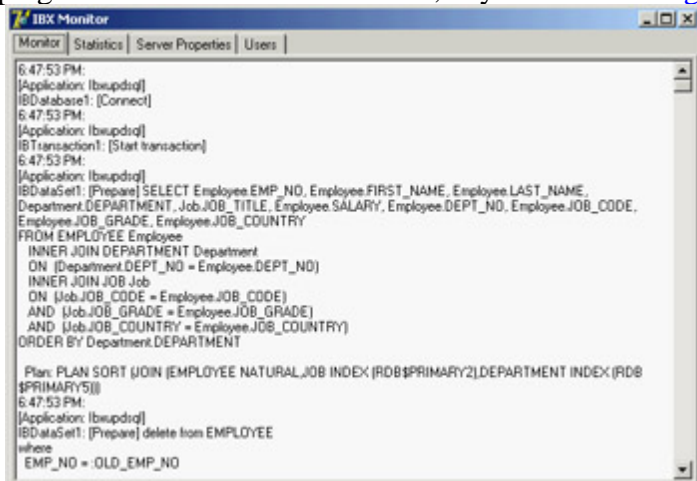 IBX Monitor
Monitor Statistics Server Properties Users
6:47:53 PM:
[Application: Ibxupdsql]
IBDatabase1: [Connect]
6:47:53 PM:
[Application: Ibxupdsql]
IBTransaction1: [Start transaction]
6:47:53 PM:
[Application: Ibxupdsql]
IBDataSet1: [Prepare] SELECT Employee.EMP_NO, Employee.FIRST_NAME, Employee.LAST_NAME,
Department.DEPARTMENT, Job.JOB_TITLE, Employee.SALARY, Employee.DEPT_NO, Employee.JOB_CODE,
Employee.JOB_GRADE, Employee.JOB_COUNTRY
FROM EMPLOYEE Employee
INNER JOIN DEPARTMENT Department
ON (Department.DEPT_NO = Employee.DEPT_NO)
INNER JOIN JOB Job
ON (Job.JOB_CODE = Employee.JOB_CODE)
AND (Job.JOB_GRADE = Employee.JOB_GRADE)
AND (Job.JOB_COUNTRY = Employee.JOB_COUNTRY)
ORDER BY Department.DEPARTMENT
Plan: PLAN SORT (JOIN (EMPLOYEE NATURAL,JOB INDEX (RDB$PRIMARY2),DEPARTMENT INDEX (RDB
$PRIMARY5)))
6:47:53 PM:
[Application: Ibxupdsql]
IBDataSet1: [Prepare] delete from EMPLOYEE
where
EMP_NO = :OLD_EMP_NO